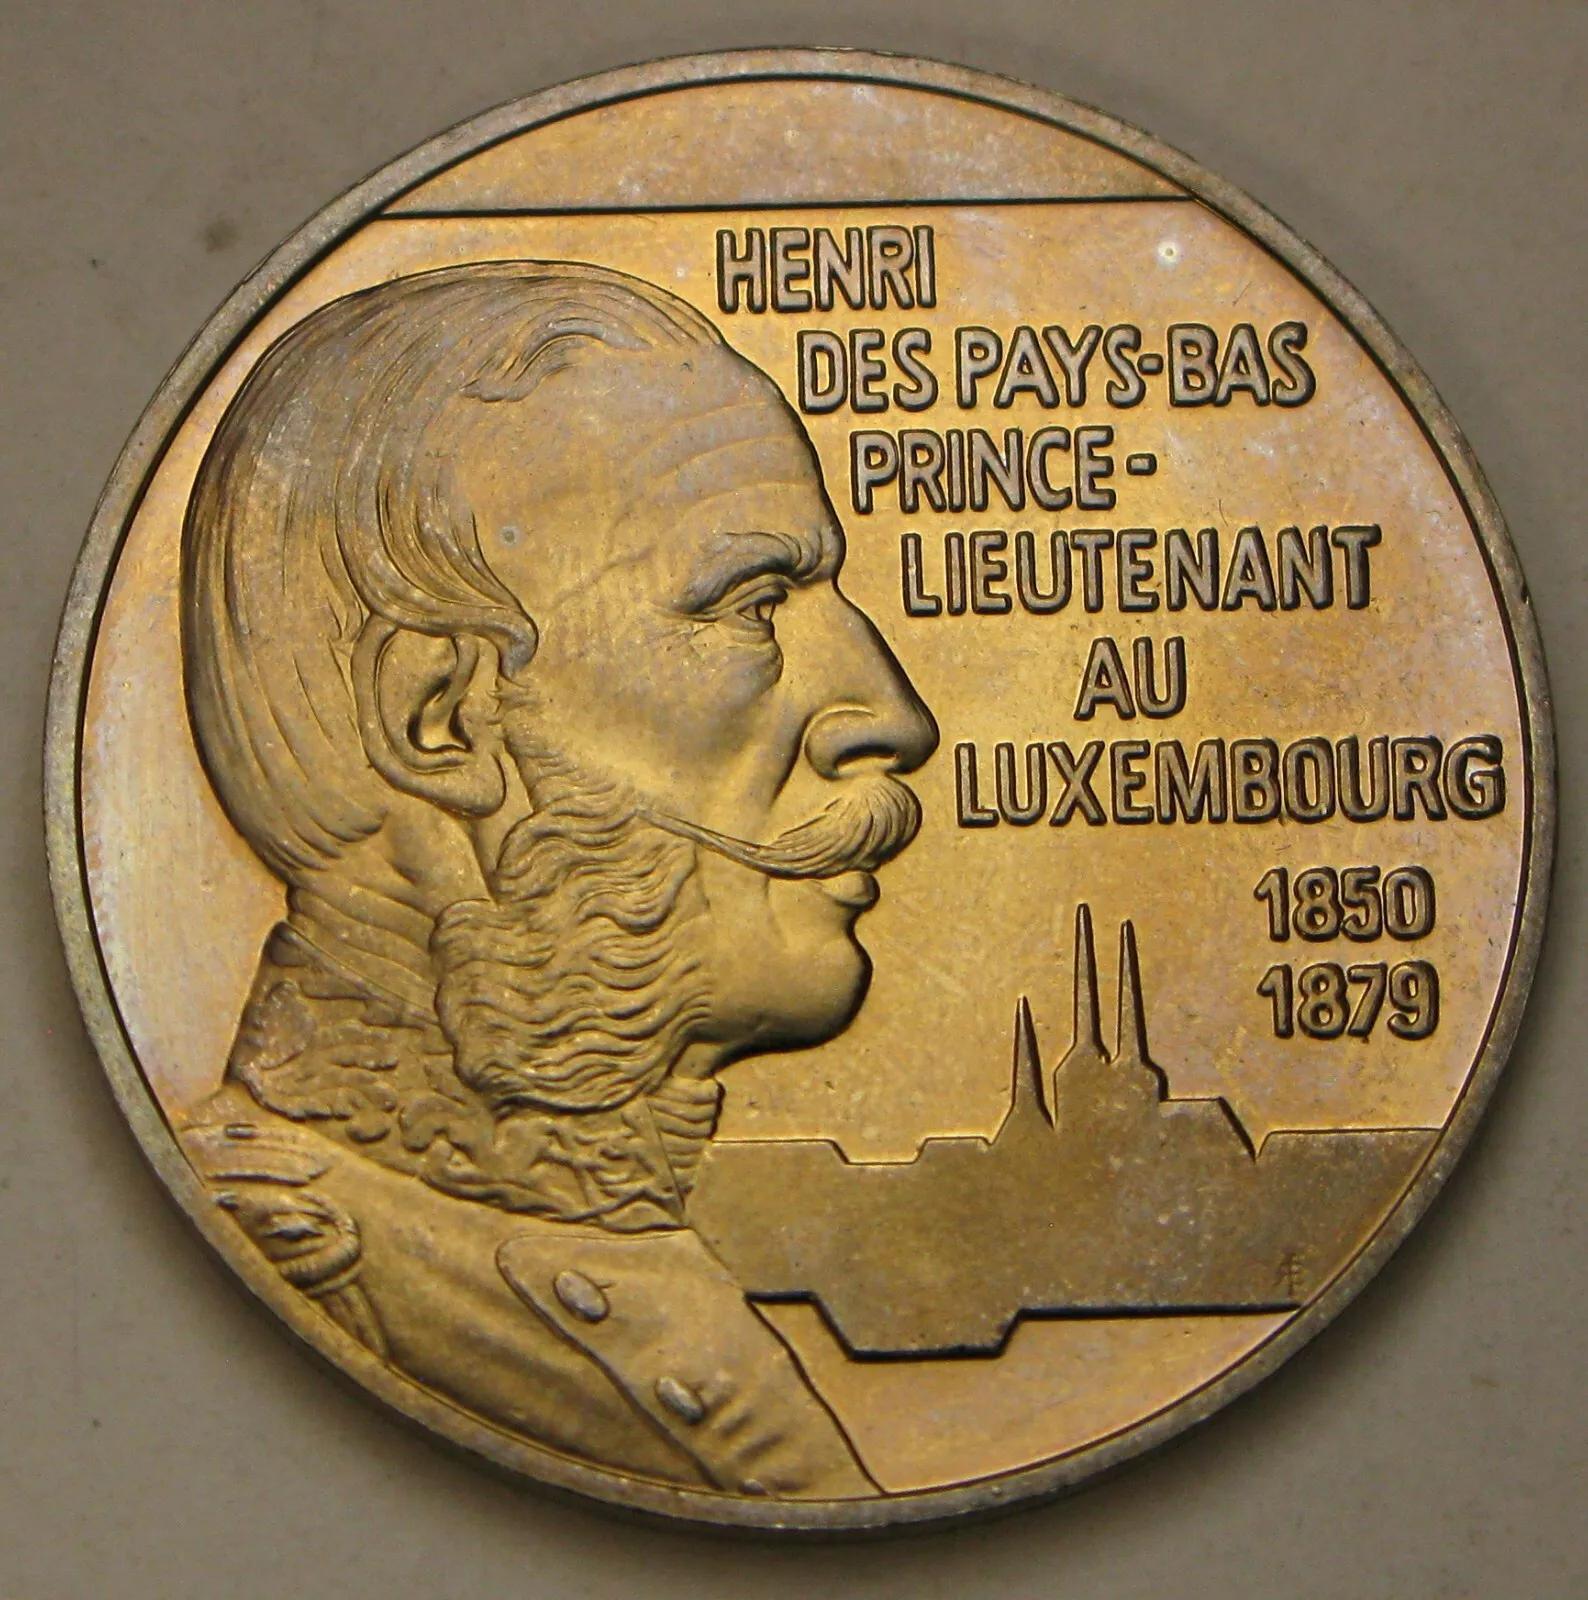 HENRI
DES PAYS-BAS
PRINCE-
LIEUTENANT
AU
LUXEMBOURG
1850
1879